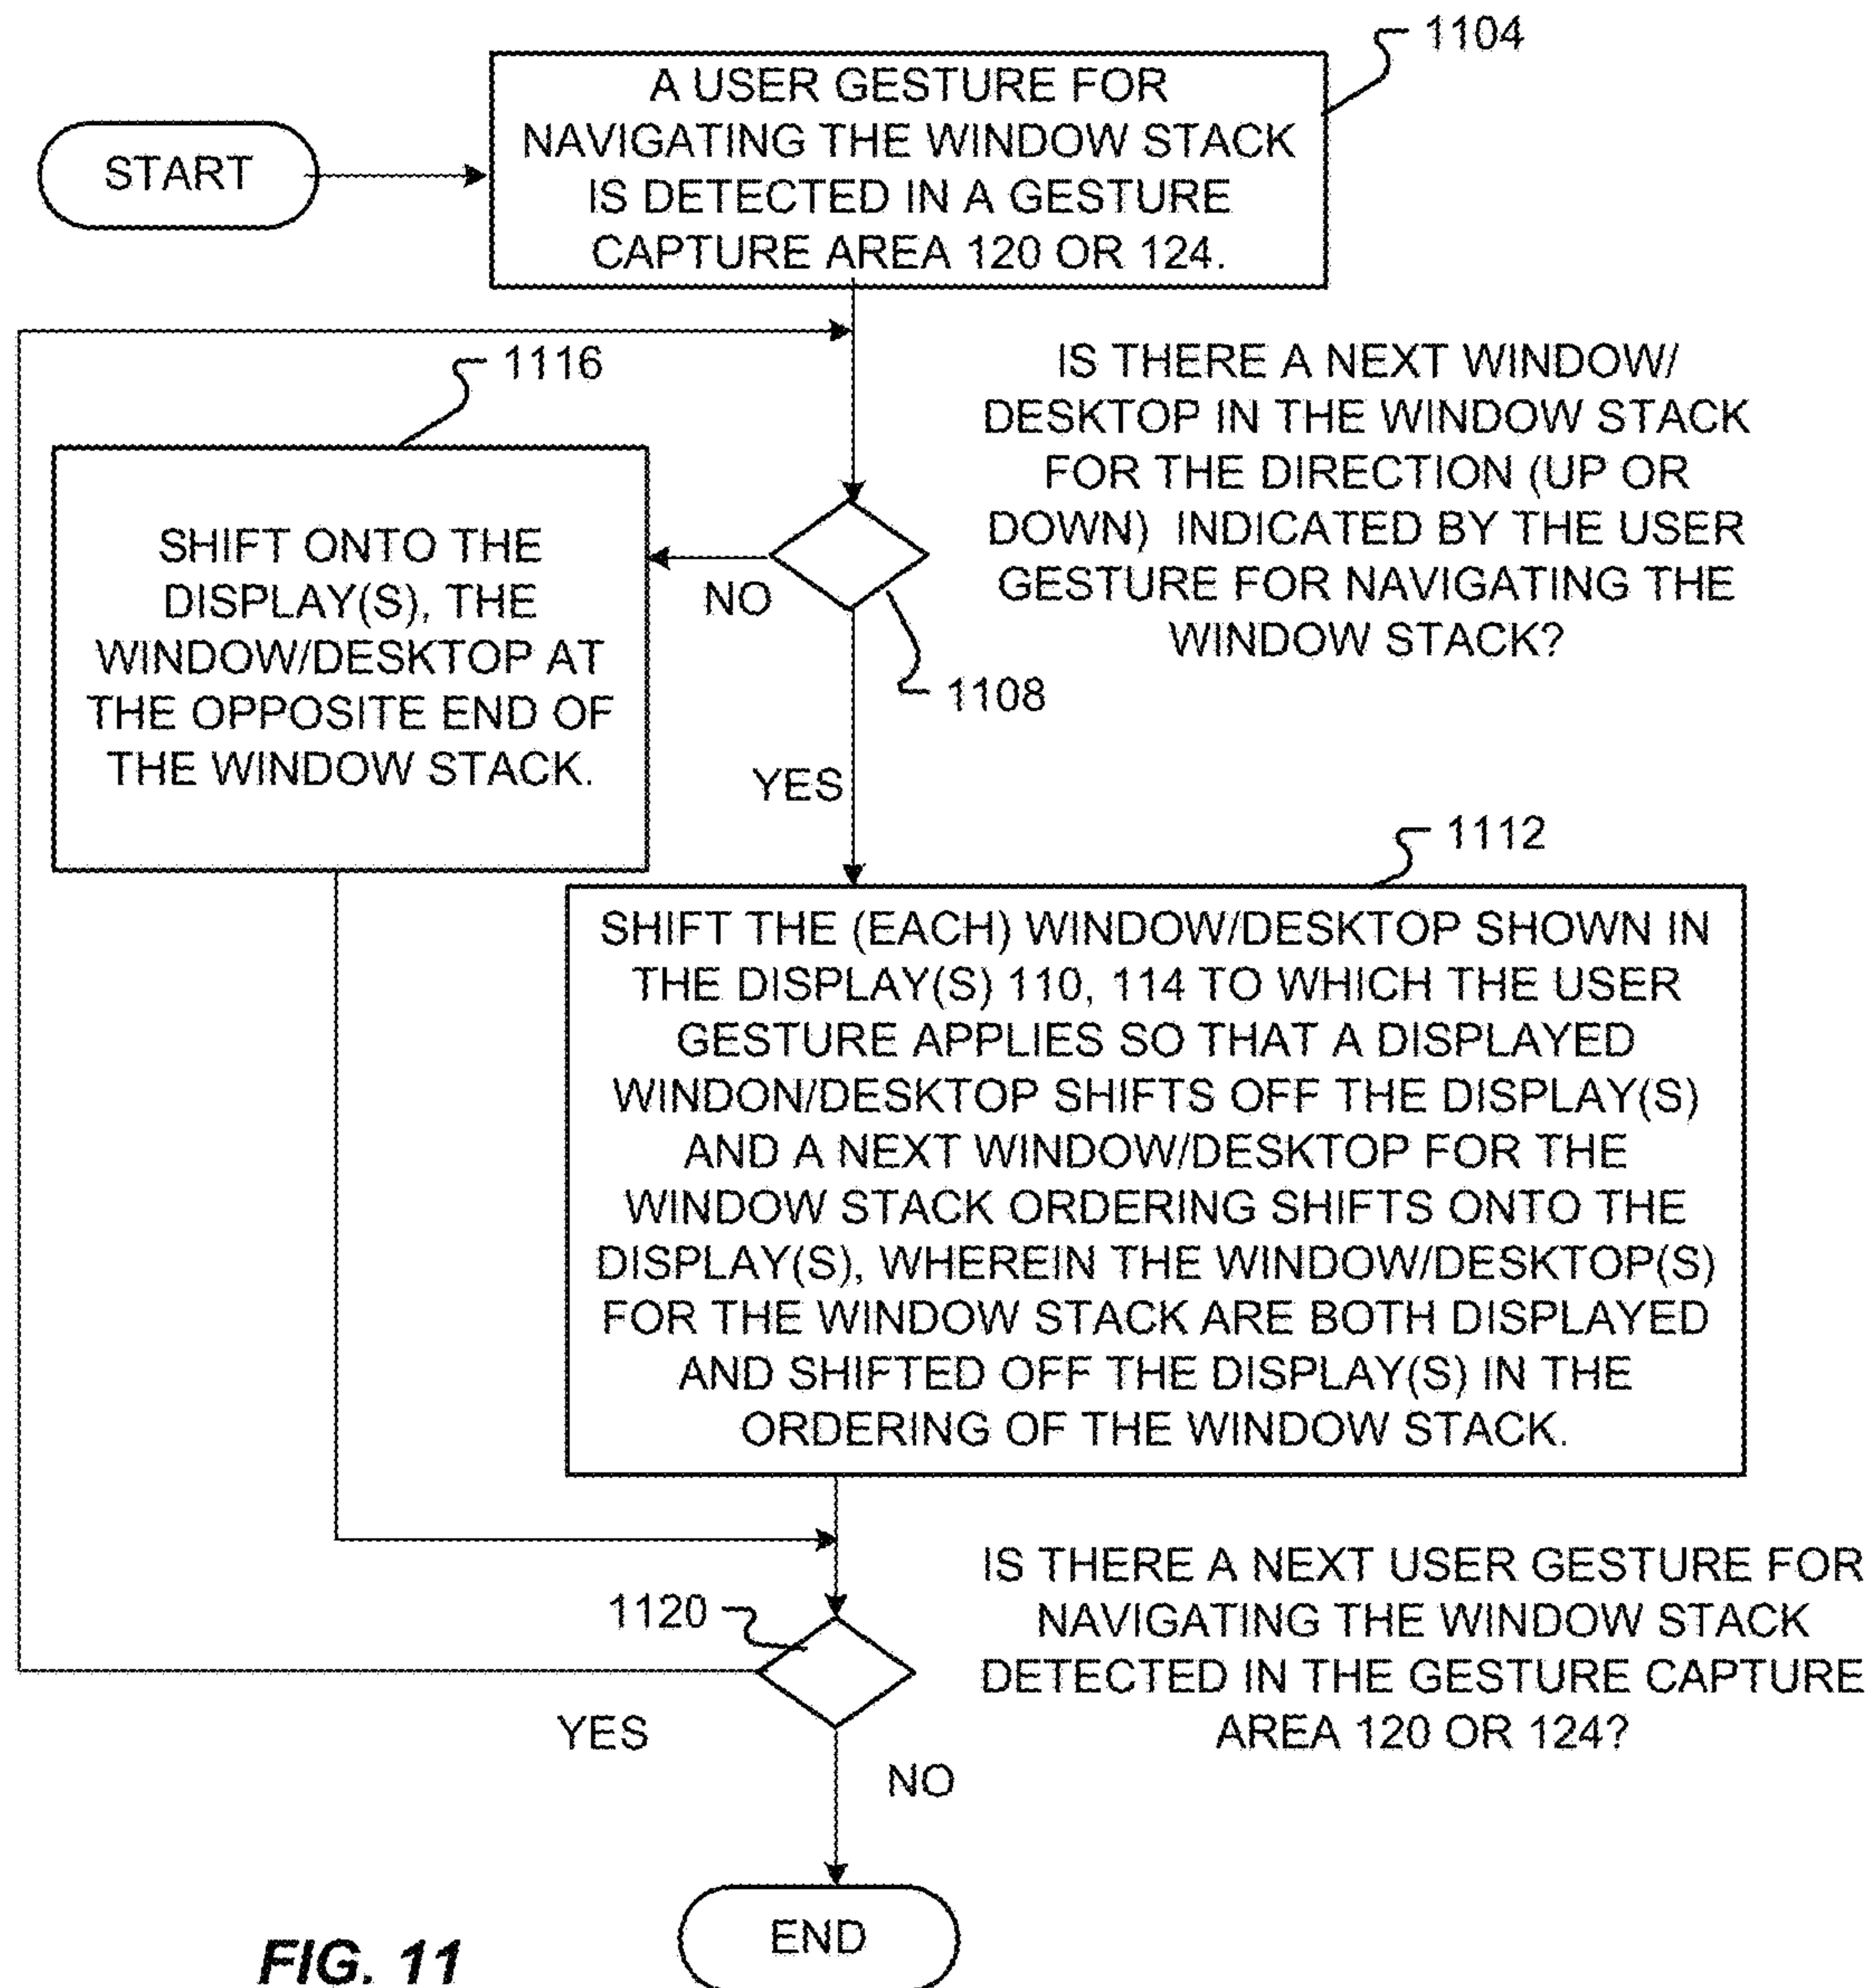 1104
A USER GESTURE FOR
NAVIGATING THE WINDOW STACK
IS DETECTED IN A GESTURE
CAPTURE AREA 120 OR 124.
START
1116
IS THERE A NEXT WINDOW/
DESKTOP IN THE WINDOW STACK
FOR THE DIRECTION (UP OR
DOWN) INDICATED BY THE USER
GESTURE FOR NAVIGATING THE
WINDOW STACK?
SHIFT ONTO THE
DISPLAY(S), THE
WINDOW/DESKTOP AT
THE OPPOSITE END OF
THE WINDOW STACK.
NO
1108
YES
1112
SHIFT THE (EACH) WINDOW/DESKTOP SHOWN IN
THE DISPLAY(S) 110, 114 TO WHICH THE USER
GESTURE APPLIES SO THAT A DISPLAYED
WINDON/DESKTOP SHIFTS OFF THE DISPLAY(S)
AND A NEXT WINDOW/DESKTOP FOR THE
WINDOW STACK ORDERING SHIFTS ONTO THE
DISPLAY(S), WHEREIN THE WINDOW/DESKTOP(S)
FOR THE WINDOW STACK ARE BOTH DISPLAYED
AND SHIFTED OFF THE DISPLAY(S) IN THE
ORDERING OF THE WINDOW STACK.
1120
IS THERE A NEXT USER GESTURE FOR
NAVIGATING THE WINDOW STACK
DETECTED IN THE GESTURE CAPTURE
AREA 120 OR 124?
YES
NO
END
FIG. 11